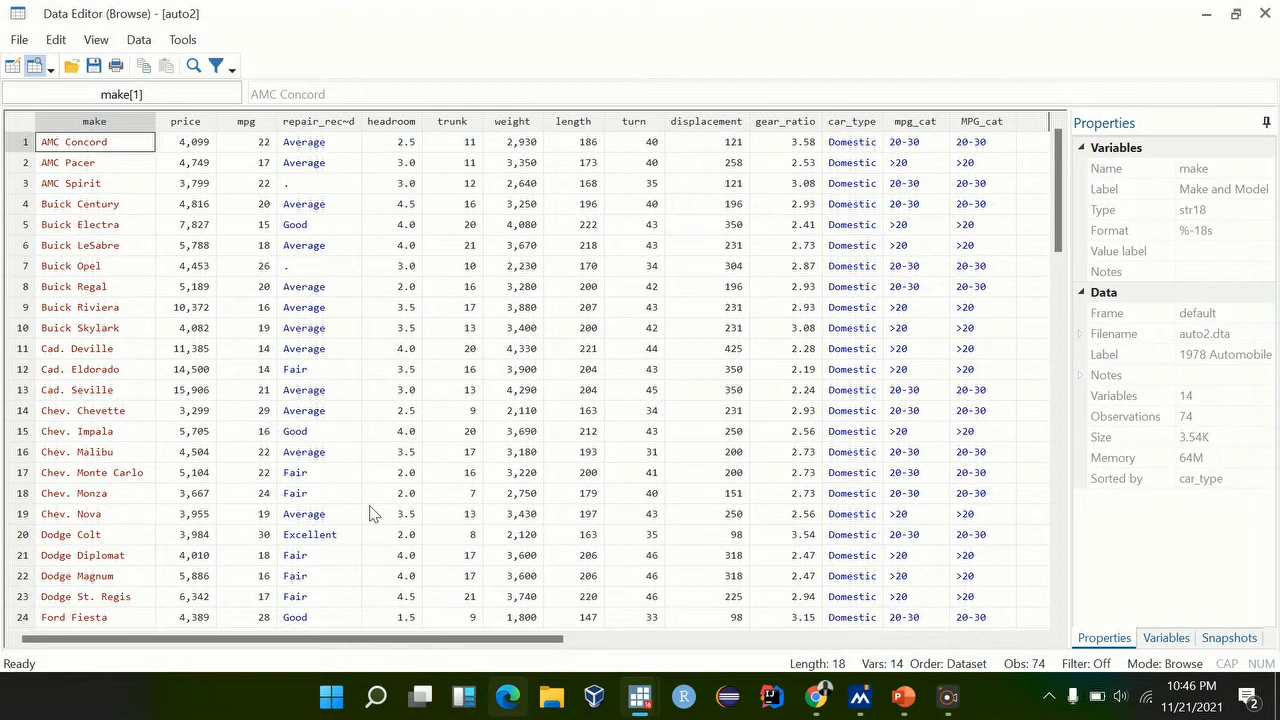 Data Editor (Browse) - [auto2]
File Edit View Data Tools
make[1] AMC Concord
make price mpg repair_rec~d headroom trunk weight length turn displacement gear_ratio car_type mpg_cat MPG_cat
1 AMC Concord 4,099 22 Average 2.5 11 2,930 186 40 121 3.58 Domestic 20-30 20-30
2 AMC Pacer 4,749 17 Average 3.0 11 3,350 173 40 258 2.53 Domestic >20 >20
3 AMC Spirit 3,799 22 . 3.0 12 2,640 168 35 121 3.08 Domestic 20-30 20-30
4 Buick Century 4,816 20 Average 4.5 16 3,250 196 40 196 2.93 Domestic 20-30 20-30
5 Buick Electra 7,827 15 Good 4.0 20 4,080 222 43 350 2.41 Domestic >20 >20
6 Buick LeSabre 5,788 18 Average 4.0 21 3,670 218 43 231 2.73 Domestic >20 >20
7 Buick Opel 4,453 26 . 3.0 10 2,230 170 34 304 2.87 Domestic 20-30 20-30
8 Buick Regal 5,189 20 Average 2.0 16 3,280 200 42 196 2.93 Domestic 20-30 20-30
9 Buick Riviera 10,372 16 Average 3.5 17 3,880 207 43 231 2.93 Domestic >20 >20
10 Buick Skylark 4,082 19 Average 3.5 13 3,400 200 42 231 3.08 Domestic >20 >20
11 Cad. Deville 11,385 14 Average 4.0 20 4,330 221 44 425 2.28 Domestic >20 >20
12 Cad. Eldorado 14,500 14 Fair 3.5 16 3,900 204 43 350 2.19 Domestic >20 >20
13 Cad. Seville 15,906 21 Average 3.0 13 4,290 204 45 350 2.24 Domestic 20-30 20-30
14 Chev. Chevette 3,299 29 Average 2.5 9 2,110 163 34 231 2.93 Domestic 20-30 20-30
15 Chev. Impala 5,705 16 Good 4.0 20 3,690 212 43 250 2.56 Domestic >20 >20
16 Chev. Malibu 4,504 22 Average 3.5 17 3,180 193 31 200 2.73 Domestic 20-30 20-30
17 Chev. Monte Carlo 5,104 22 Fair 2.0 16 3,220 200 41 200 2.73 Domestic 20-30 20-30
18 Chev. Monza 3,667 24 Fair 2.0 7 2,750 179 40 151 2.73 Domestic 20-30 20-30
19 Chev. Nova 3,955 19 Average 3.5 13 3,430 197 43 250 2.56 Domestic >20 >20
20 Dodge Colt 3,984 30 Excellent 2.0 8 2,120 163 35 98 3.54 Domestic 20-30 20-30
21 Dodge Diplomat 4,010 18 Fair 4.0 17 3,600 206 46 318 2.47 Domestic >20 >20
22 Dodge Magnum 5,886 16 Fair 4.0 17 3,600 206 46 318 2.47 Domestic >20 >20
23 Dodge St. Regis 6,342 17 Fair 4.5 21 3,740 220 46 225 2.94 Domestic >20 >20
24 Ford Fiesta 4,389 28 Good 1.5 9 1,800 147 33 98 3.15 Domestic 20-30 20-30
Properties
Variables
Name make
Label Make and Model
Type str18
Format %-18s
Value label
Notes
Data
Frame default
Filename auto2.dta
Label 1978 Automobile
Notes
Variables 14
Observations 74
Size 3.54K
Memory 64M
Sorted by car_type
Properties Variables Snapshots
Ready Length: 18 Vars: 14 Order: Dataset Obs: 74 Filter: Off Mode: Browse CAP NUM
10:46 PM
11/21/2021